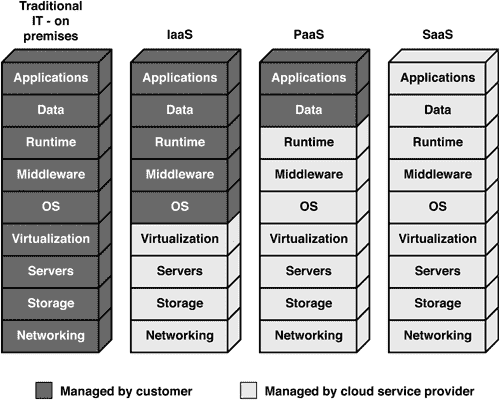 Traditional
IT - on
premises
IaaS
PaaS
SaaS
Applications
Applications
Applications
Applications
Data
Data
Data
Data
Runtime
Runtime
Runtime
Runtime
Middleware
Middleware
Middleware
Middleware
OS
OS
OS
OS
Virtualization
Virtualization
Virtualization
Virtualization
Servers
Servers
Servers
Servers
Storage
Storage
Storage
Storage
Networking
Networking
Networking
Networking
Managed by customer
Managed by cloud service provider